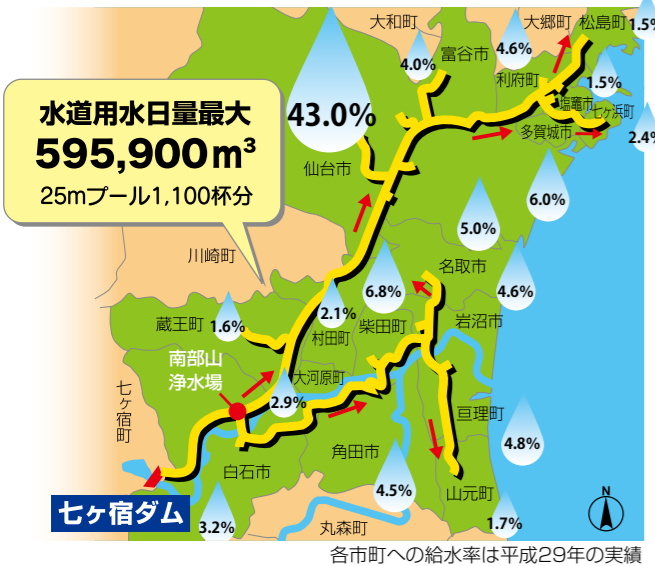 大和町
大郷町
松島町
1.5%
4.0%
富谷市
4.6%
利府町
1.5%
塩竈市
七ヶ浜町
多賀城市
2.4%
水道用水日量最大
595,900m³
25mプール1,100杯分
43.0%
仙台市
6.0%
5.0%
川崎町
名取市
4.6%
6.8%
蔵王町
1.6%
2.1%
村田町
柴田町
岩沼市
南部山
浄水場
大河原町
2.9%
七ヶ宿町
亘理町
4.8%
白石市
角田市
4.5%
山元町
七ヶ宿ダム
3.2%
丸森町
1.7%
N
各市町への給水率は平成29年の実績